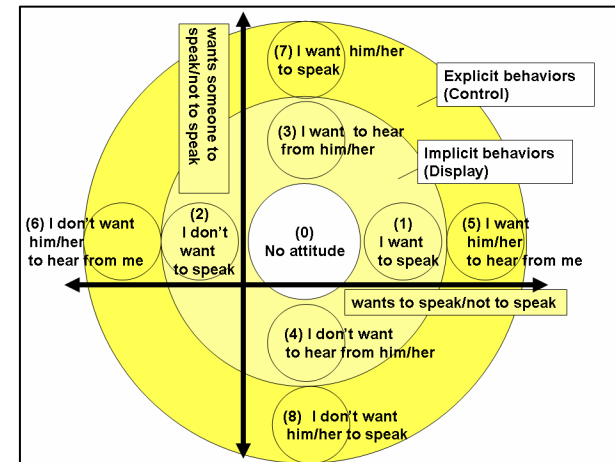 wants someone to
speak/not to speak
(7) I want him/her
to speak
Explicit behaviors
(Control)
(3) I want to hear
from him/her
Implicit behaviors
(Display)
(6) I don't want
him/her
to hear from me
(2)
I don't
want
to speak
(0)
No attitude
(1)
I want
to speak
(5) I want
him/her
to hear from me
wants to speak/not to speak
(4) I don't want
to hear from him/her
(8) I don't want
him/her to speak